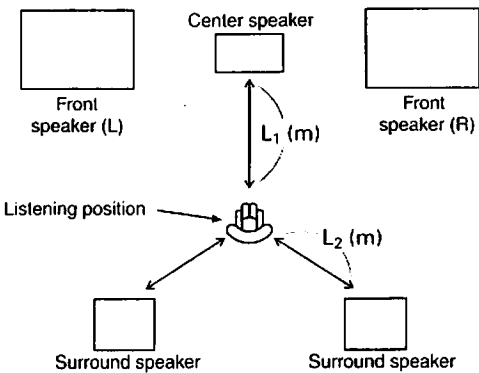 Center speaker
Front
speaker (L)
Front
speaker (R)
L₁ (m)
Listening position
L₂ (m)
Surround speaker
Surround speaker